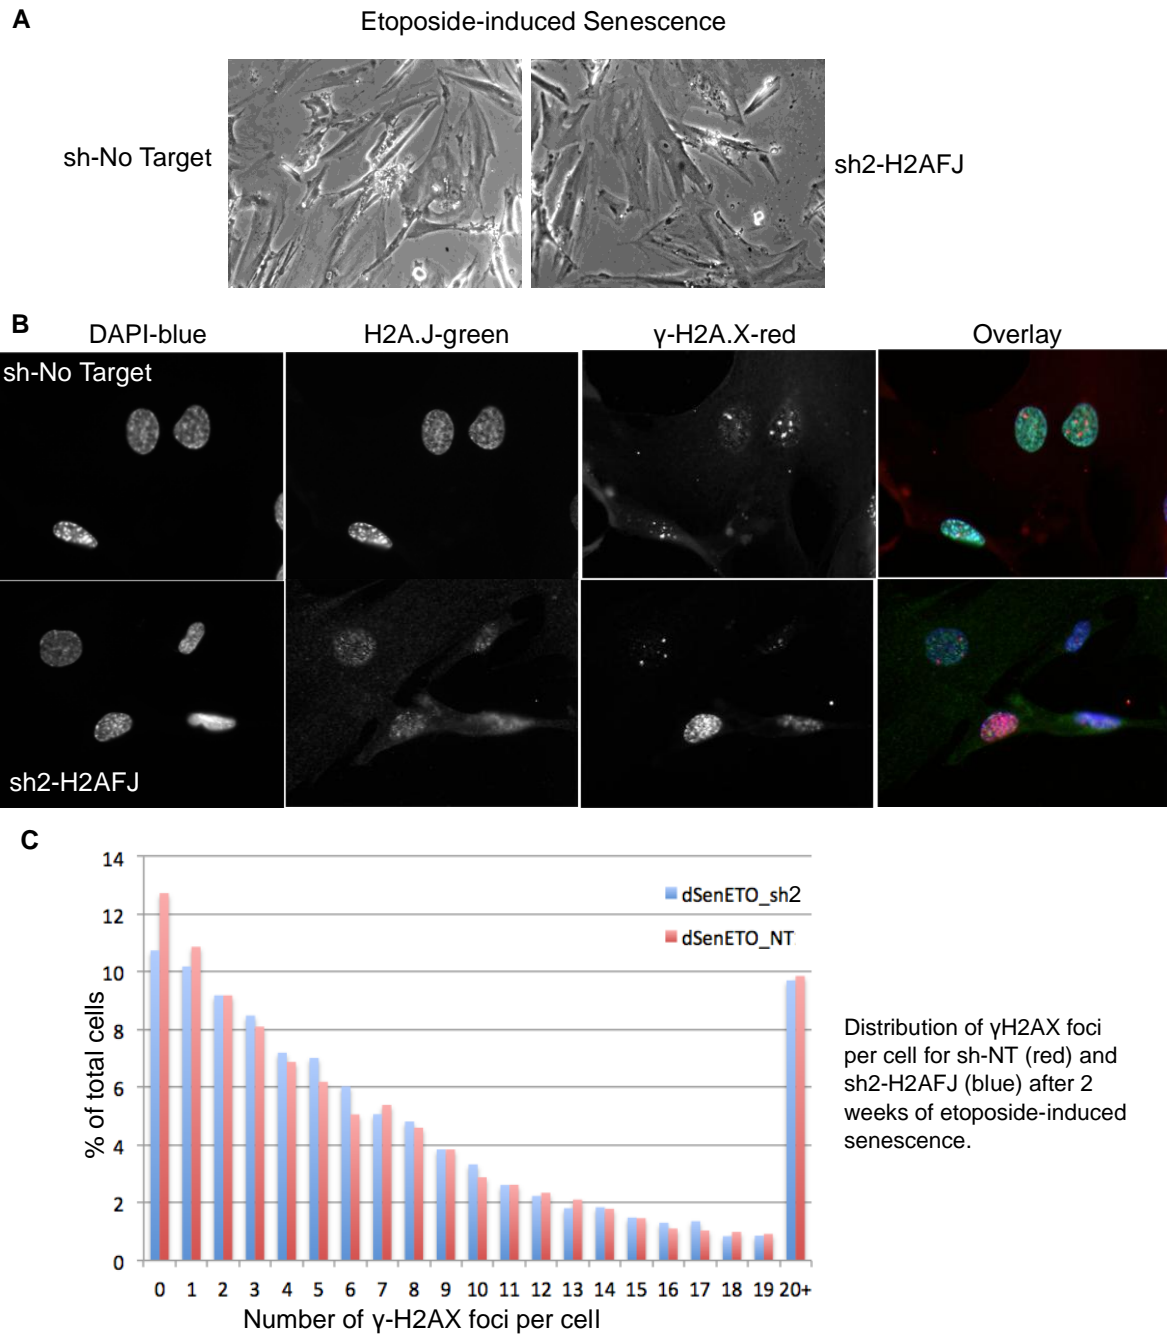 A
Etoposide-induced Senescence
sh-No Target
sh2-H2AFJ
B
DAPI-blue
H2A.J-green
γ-H2A.X-red
Overlay
sh-No Target
sh2-H2AFJ
C
14
12
10
8
6
4
2
0
% of total cells
dSenETO_sh2
dSenETO_NT
0 1 2 3 4 5 6 7 8 9 10 11 12 13 14 15 16 17 18 19 20+
Number of γ-H2AX foci per cell
Distribution of γH2AX foci
per cell for sh-NT (red) and
sh2-H2AFJ (blue) after 2
weeks of etoposide-induced
senescence.